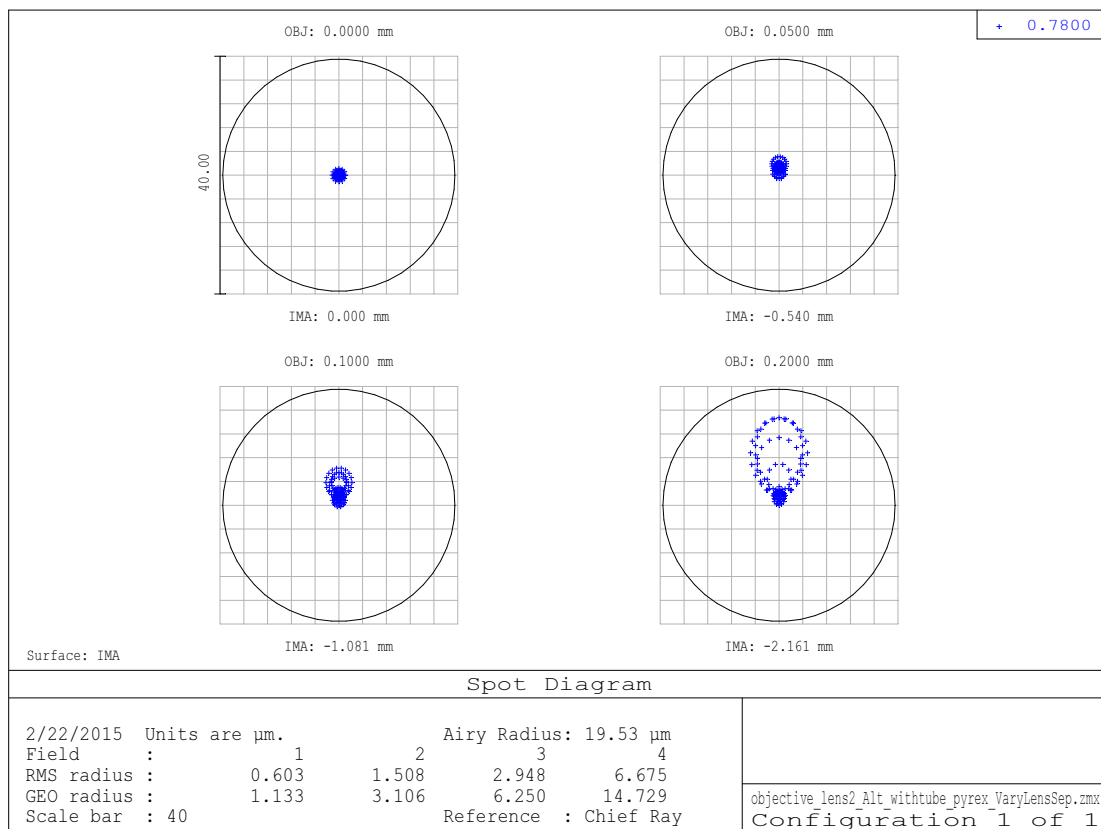 + 0.7800
OBJ: 0.0000 mm
OBJ: 0.0500 mm
40.00
IMA: 0.000 mm
IMA: -0.540 mm
OBJ: 0.1000 mm
OBJ: 0.2000 mm
IMA: -1.081 mm
IMA: -2.161 mm
Surface: IMA
Spot Diagram
2/22/2015 Units are µm. Airy Radius: 19.53 µm
Field : 1 2 3 4
RMS radius : 0.603 1.508 2.948 6.675
GEO radius : 1.133 3.106 6.250 14.729
Scale bar : 40 Reference : Chief Ray
objective_lens2_Alt_withtube_pyrex_VaryLensSep.zmx
Configuration 1 of 1